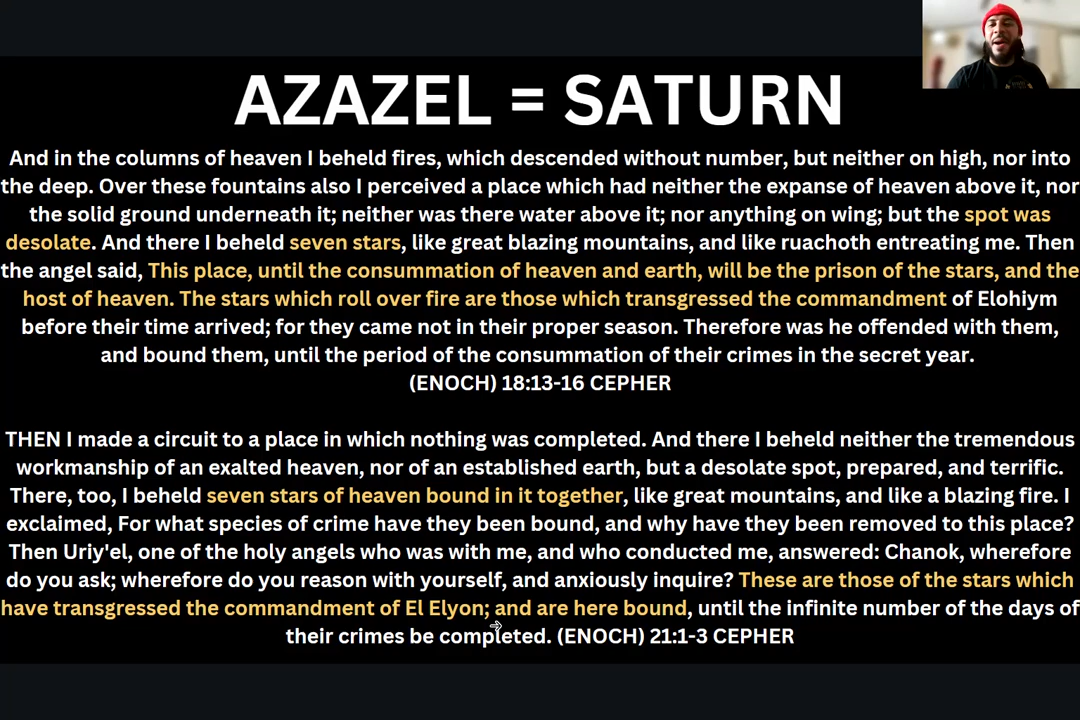 AZAZEL = SATURN
And in the columns of heaven I beheld fires, which descended without number, but neither on high, nor into
the deep. Over these fountains also I perceived a place which had neither the expanse of heaven above it, nor
the solid ground underneath it; neither was there water above it; nor anything on wing; but the spot was
desolate. And there I beheld seven stars, like great blazing mountains, and like ruachoth entreating me. Then
the angel said, This place, until the consummation of heaven and earth, will be the prison of the stars, and the
host of heaven. The stars which roll over fire are those which transgressed the commandment of Elohiym
before their time arrived; for they came not in their proper season. Therefore was he offended with them,
and bound them, until the period of the consummation of their crimes in the secret year.
(ENOCH) 18:13-16 CEPHER
THEN I made a circuit to a place in which nothing was completed. And there I beheld neither the tremendous
workmanship of an exalted heaven, nor of an established earth, but a desolate spot, prepared, and terrific.
There, too, I beheld seven stars of heaven bound in it together, like great mountains, and like a blazing fire. I
exclaimed, For what species of crime have they been bound, and why have they been removed to this place?
Then Uriy'el, one of the holy angels who was with me, and who conducted me, answered: Chanok, wherefore
do you ask; wherefore do you reason with yourself, and anxiously inquire? These are those of the stars which
have transgressed the commandment of El Elyon; and are here bound, until the infinite number of the days of
their crimes be completed. (ENOCH) 21:1-3 CEPHER